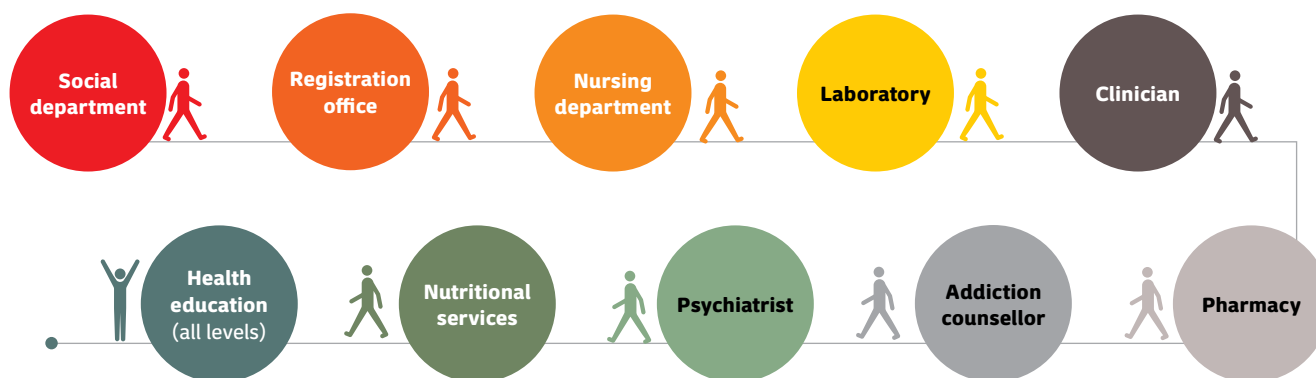 Social
department
Registration
office
Nursing
department
Laboratory
Clinician
Health
education
(all levels)
Nutritional
services
Psychiatrist
Addiction
counsellor
Pharmacy